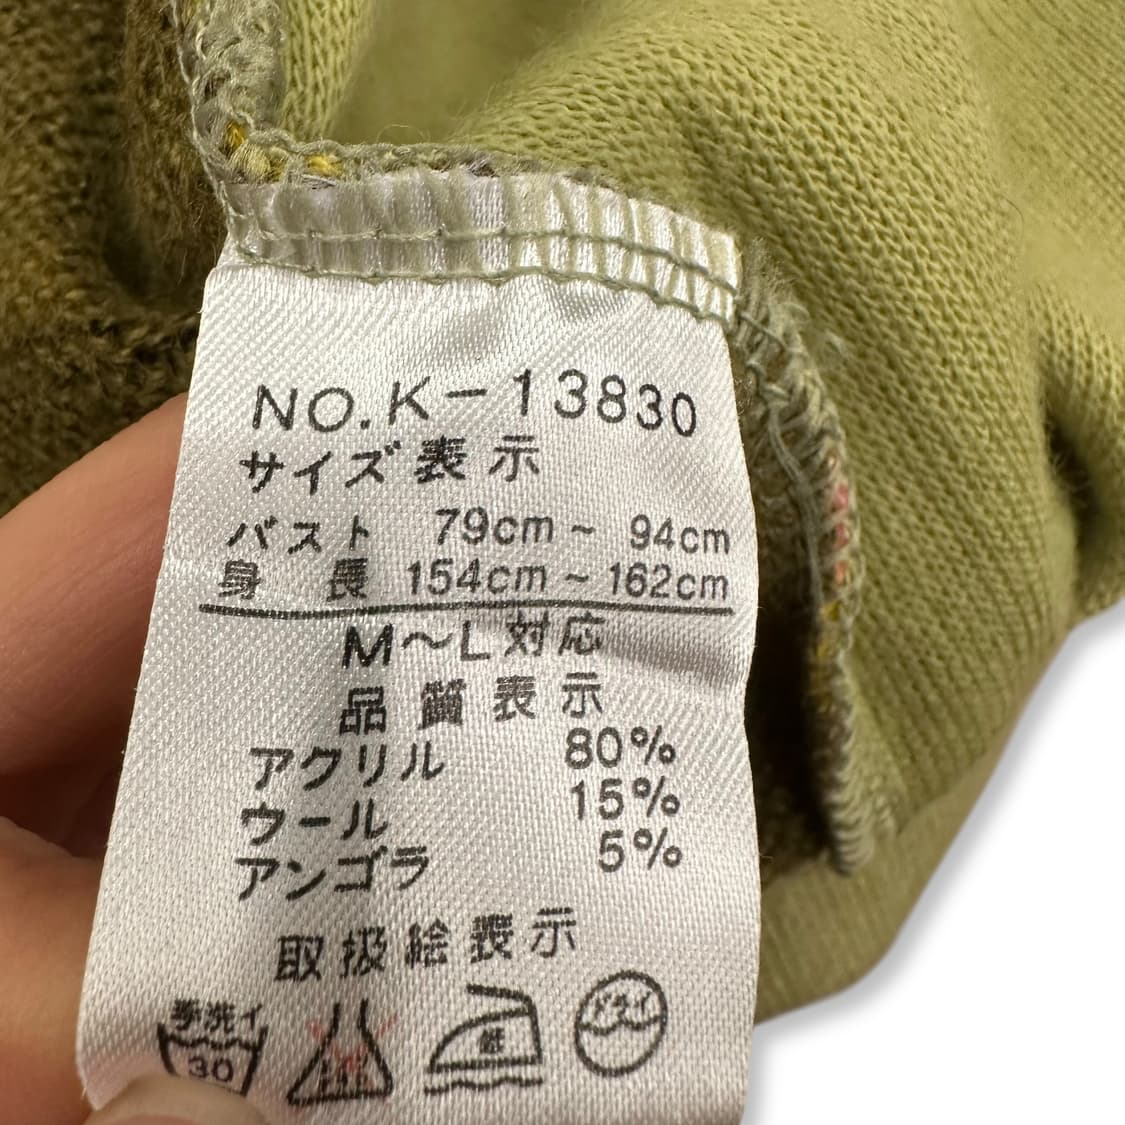 NO.K-13830
サイズ表示
バスト 79cm~ 94cm
身 長 154cm~162cm
M~L対応
品質表示
アクリル 80%
ウール 15%
アンゴラ 5%
取扱絵表示
手洗イ
30
ドライ